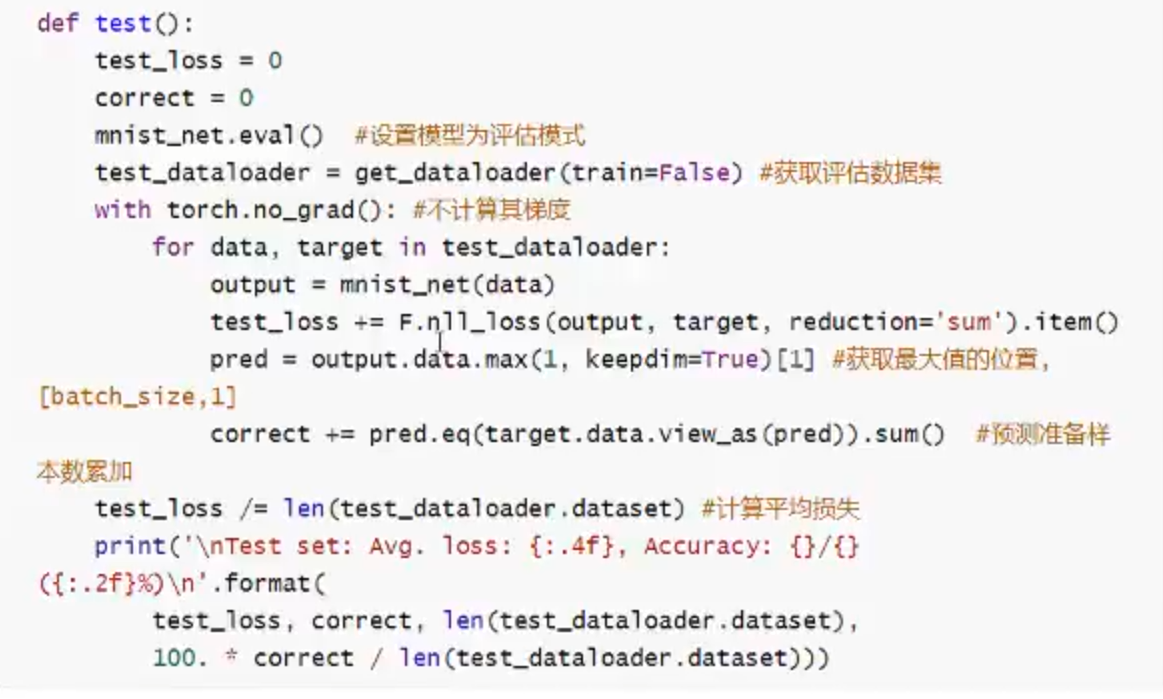 def test():
    test_loss = 0
    correct = 0
    mnist_net.eval()  #设置模型为评估模式
    test_dataloader = get_dataloader(train=False) #获取评估数据集
    with torch.no_grad(): #不计算其梯度
        for data, target in test_dataloader:
            output = mnist_net(data)
            test_loss += F.nll_loss(output, target, reduction='sum').item()
            pred = output.data.max(1, keepdim=True)[1] #获取最大值的位置,
[batch_size,1]
            correct += pred.eq(target.data.view_as(pred)).sum()  #预测准备样
本数累加
    test_loss /= len(test_dataloader.dataset) #计算平均损失
    print('\nTest set: Avg. loss: {:.4f}, Accuracy: {}/{}
({:.2f}%)\n'.format(
        test_loss, correct, len(test_dataloader.dataset),
        100. * correct / len(test_dataloader.dataset)))